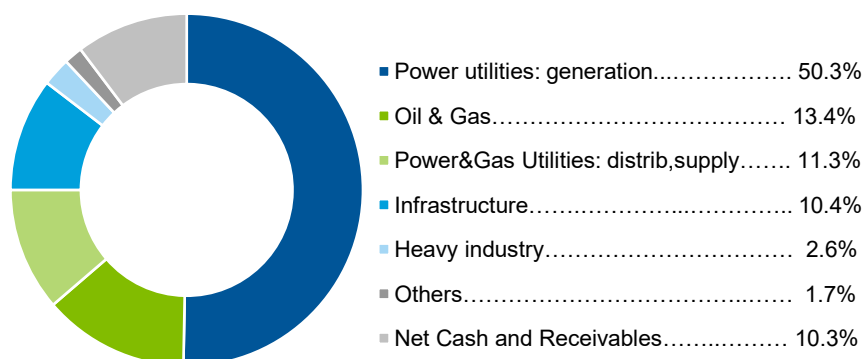 Power utilities: generation...……………. 50.3%
Oil & Gas………………………………… 13.4%
Power&Gas Utilities: distrib,supply……. 11.3%
Infrastructure…….…………...………….. 10.4%
Heavy industry…………………………… 2.6%
Others……………………………..……… 1.7%
Net Cash and Receivables……..……… 10.3%